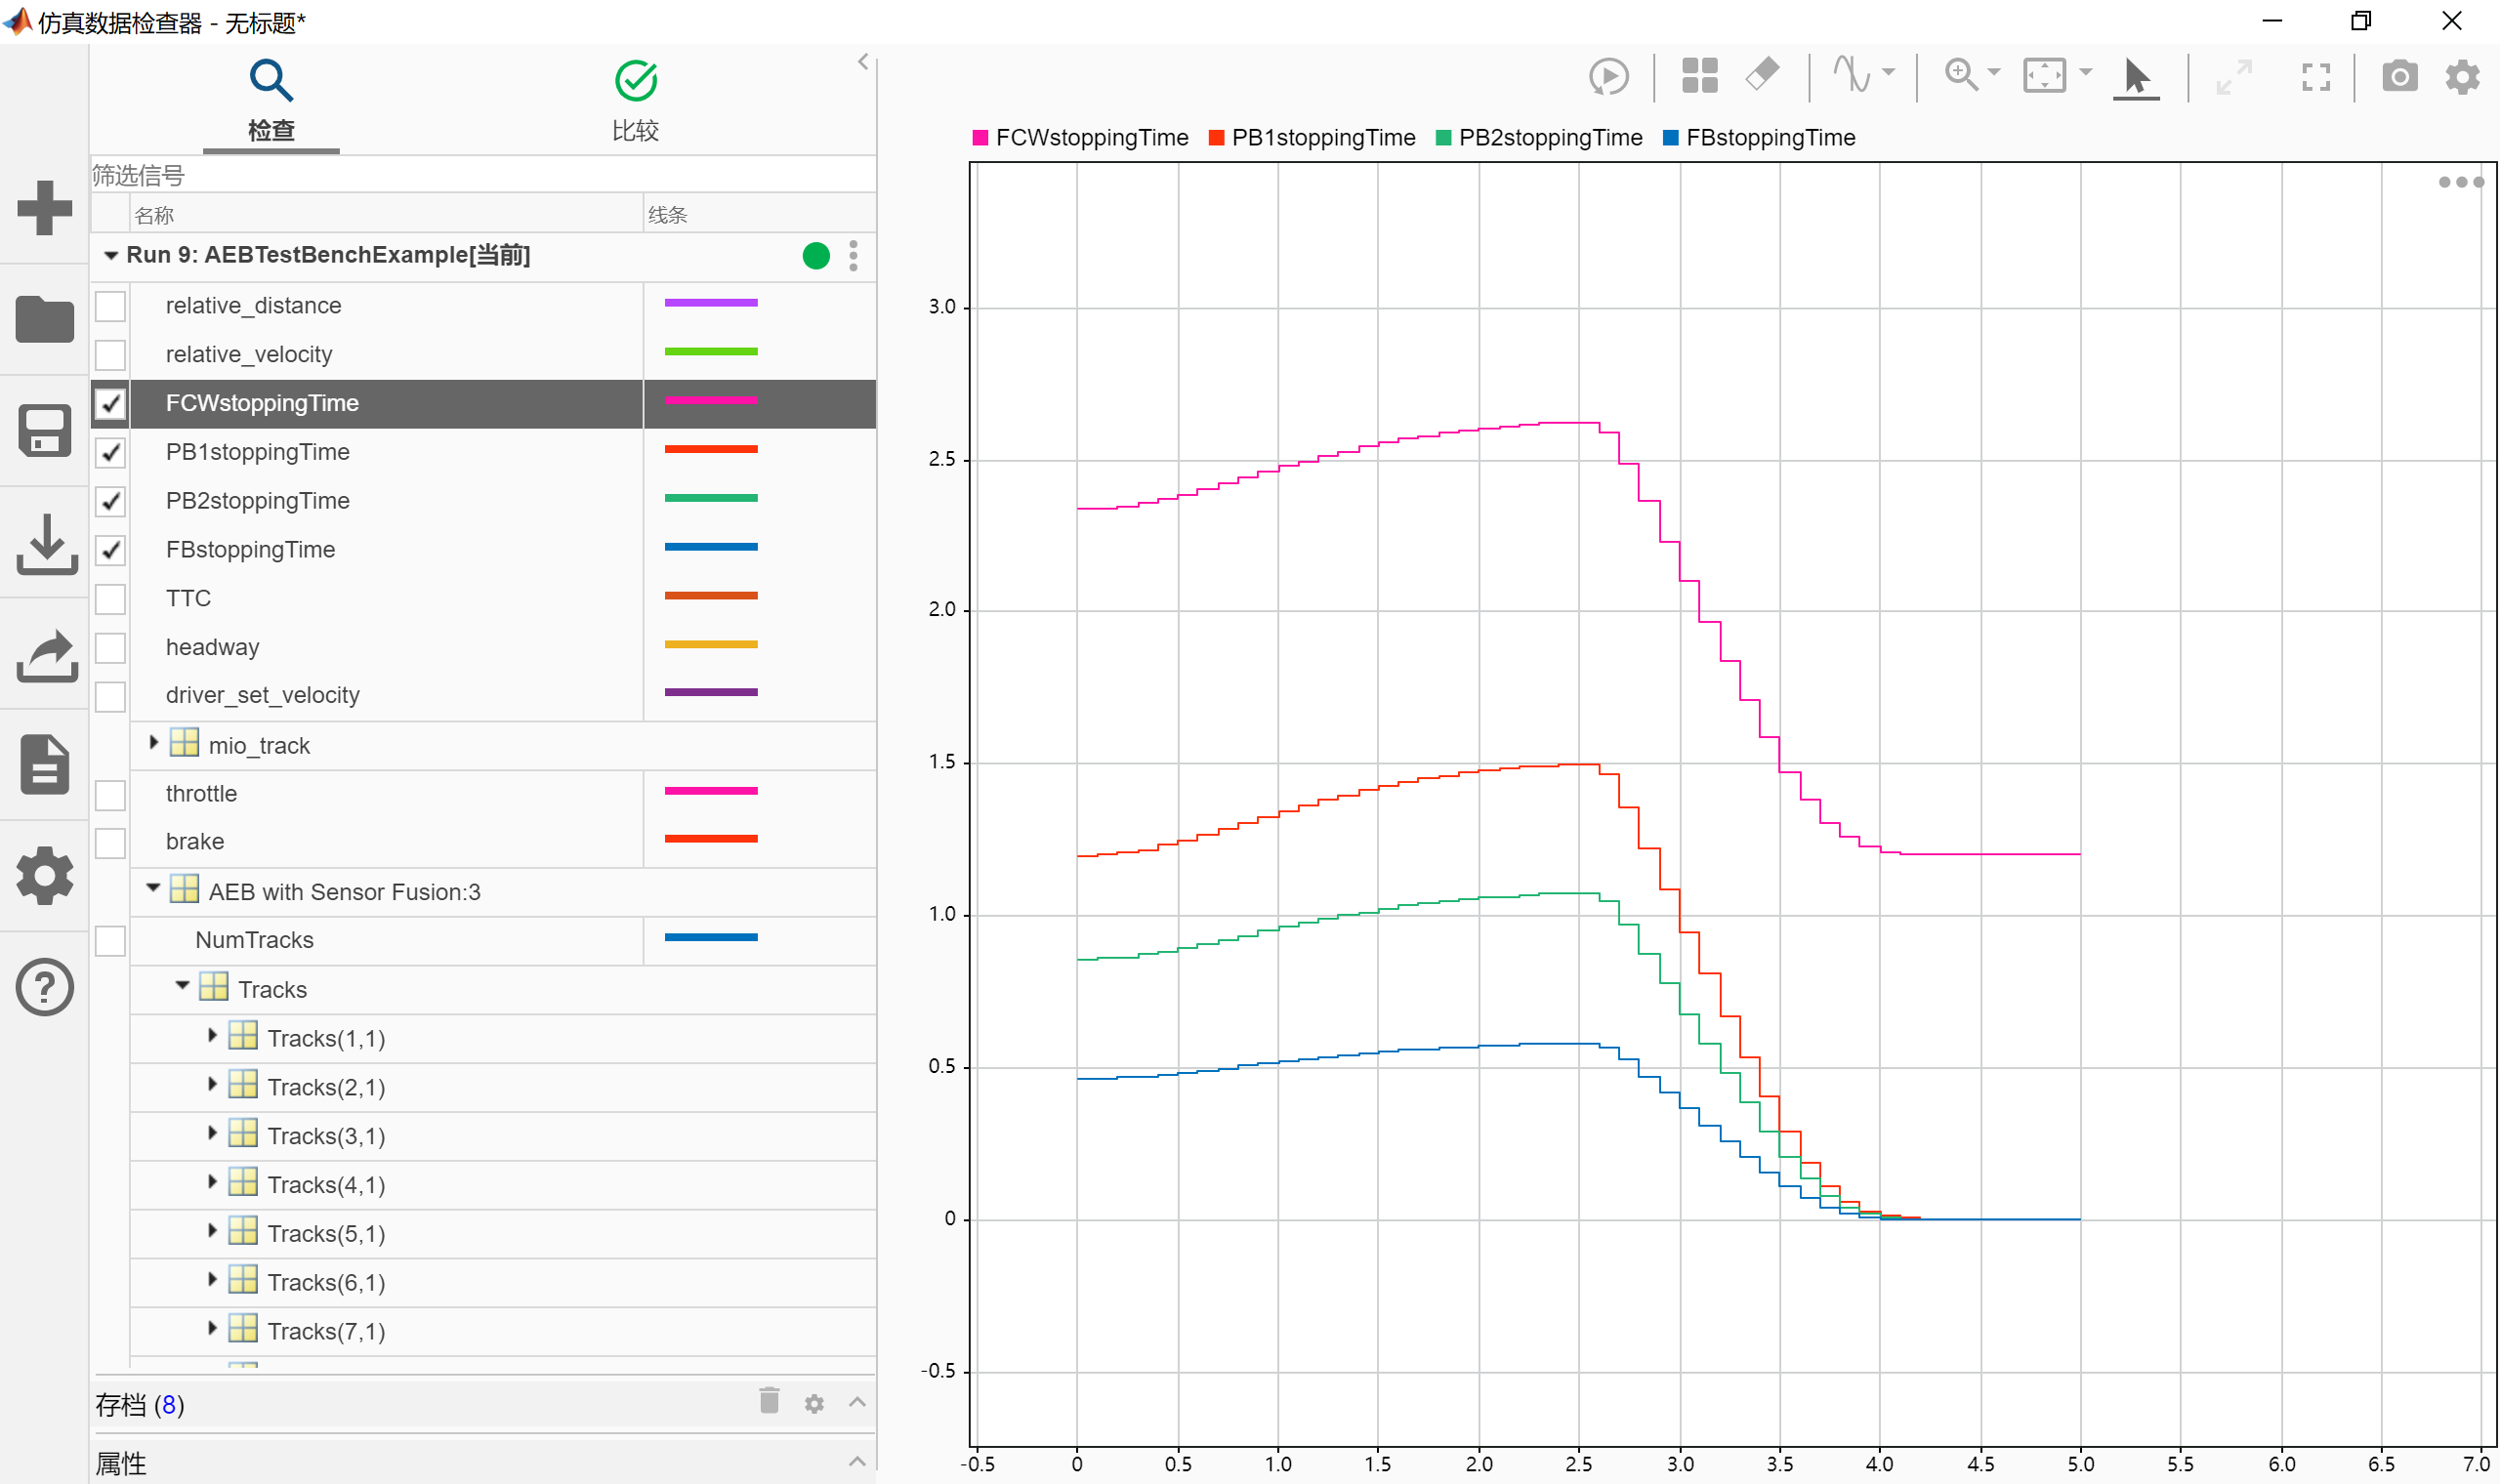 仿真数据检查器 - 无标题*
检查
比较
筛选信号
名称
线条
Run 9: AEBTestBenchExample[当前]
relative_distance
relative_velocity
FCWstoppingTime
PB1stoppingTime
PB2stoppingTime
FBstoppingTime
TTC
headway
driver_set_velocity
mio_track
throttle
brake
AEB with Sensor Fusion:3
NumTracks
Tracks
Tracks(1,1)
Tracks(2,1)
Tracks(3,1)
Tracks(4,1)
Tracks(5,1)
Tracks(6,1)
Tracks(7,1)
存档 (8)
属性
FCWstoppingTime PB1stoppingTime PB2stoppingTime FBstoppingTime
3.0
2.5
2.0
1.5
1.0
0.5
0
-0.5
-0.5 0 0.5 1.0 1.5 2.0 2.5 3.0 3.5 4.0 4.5 5.0 5.5 6.0 6.5 7.0